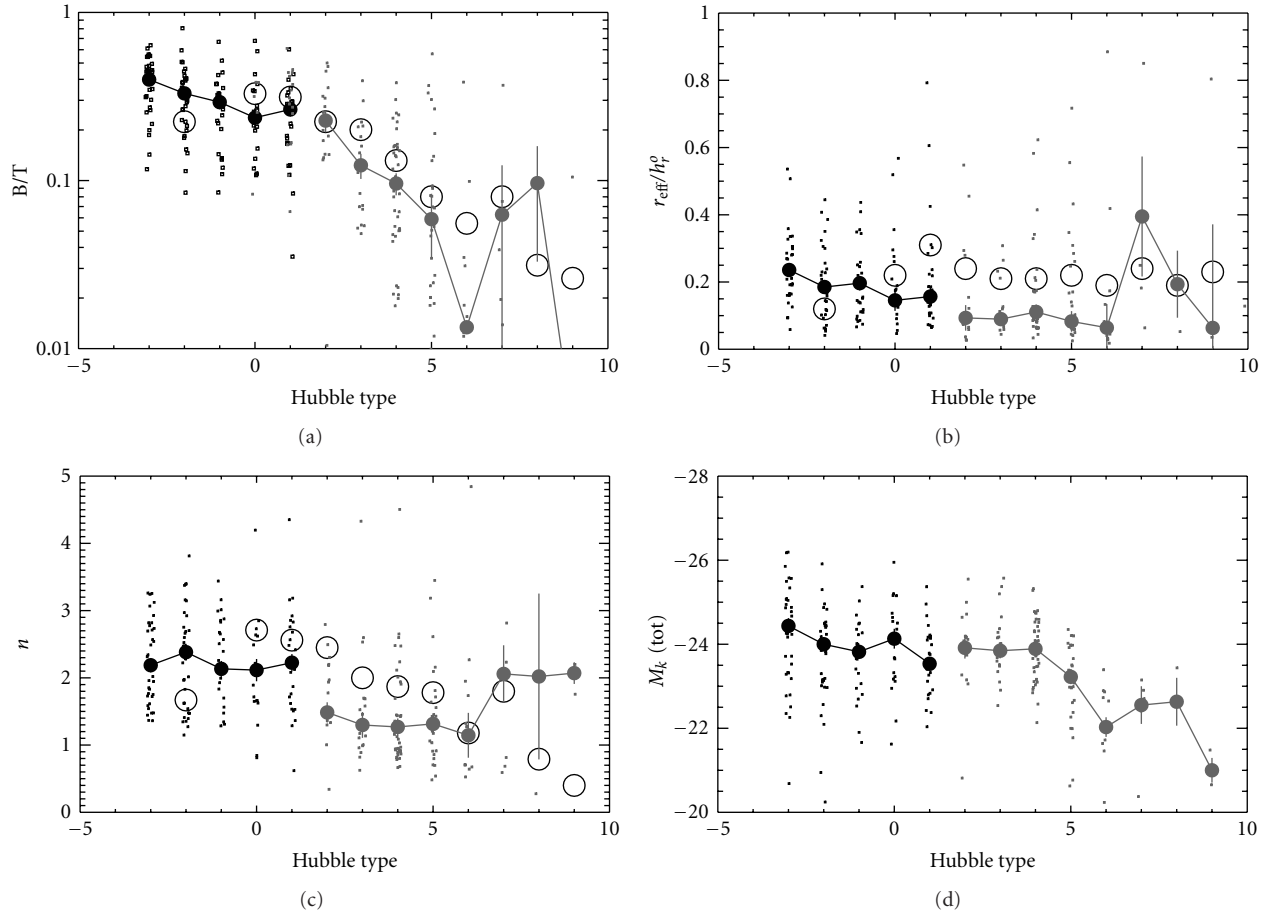 1
0.1
0.01
B/T
−5 0 5 10
Hubble type
(a)
1
0.8
0.6
0.4
0.2
0
r_eff/h_r^o
−5 0 5 10
Hubble type
(b)
5
4
3
2
1
0
n
−5 0 5 10
Hubble type
(c)
−28
−26
−24
−22
−20
M_k (tot)
−5 0 5 10
Hubble type
(d)